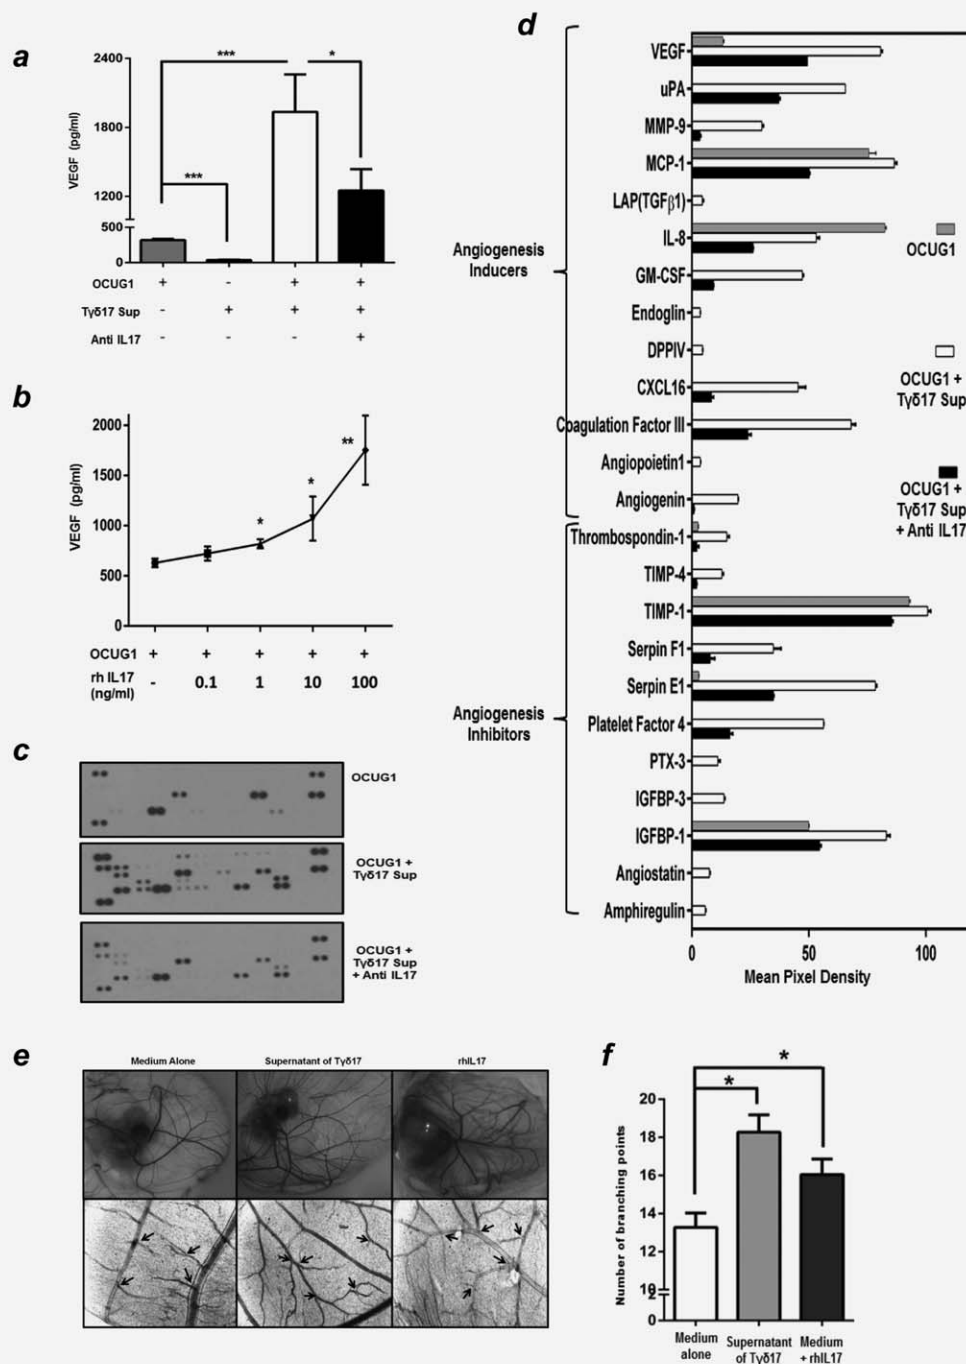 a
2400
1800
1200
500
0
VEGF (pg/ml)
***
*
***
OCUG1 + - + +
Tγδ17 Sup - + + +
Anti IL17 - - - +
b
2000
1500
1000
500
0
VEGF (pg/ml)
*
*
**
OCUG1 + + + + +
rh IL17 - 0.1 1 10 100
(ng/ml)
c
OCUG1
OCUG1 +
Tγδ17 Sup
OCUG1 +
Tγδ17 Sup
+ Anti IL17
d
Angiogenesis
Inducers
VEGF
uPA
MMP-9
MCP-1
LAP(TGFβ1)
IL-8
GM-CSF
Endoglin
DPPIV
CXCL16
Coagulation Factor III
Angiopoietin1
Angiogenin
Angiogenesis
Inhibitors
Thrombospondin-1
TIMP-4
TIMP-1
Serpin F1
Serpin E1
Platelet Factor 4
PTX-3
IGFBP-3
IGFBP-1
Angiostatin
Amphiregulin
0 50 100
Mean Pixel Density
OCUG1
OCUG1 +
Tγδ17 Sup
OCUG1 +
Tγδ17 Sup
+ Anti IL17
e
Medium Alone Supernatant of Tγδ17 rhIL17
f
*
*
20
18
16
14
12
10
2
0
Number of branching points
Medium
alone
Supernatant
of Tγδ17
Medium
+ rhIL17